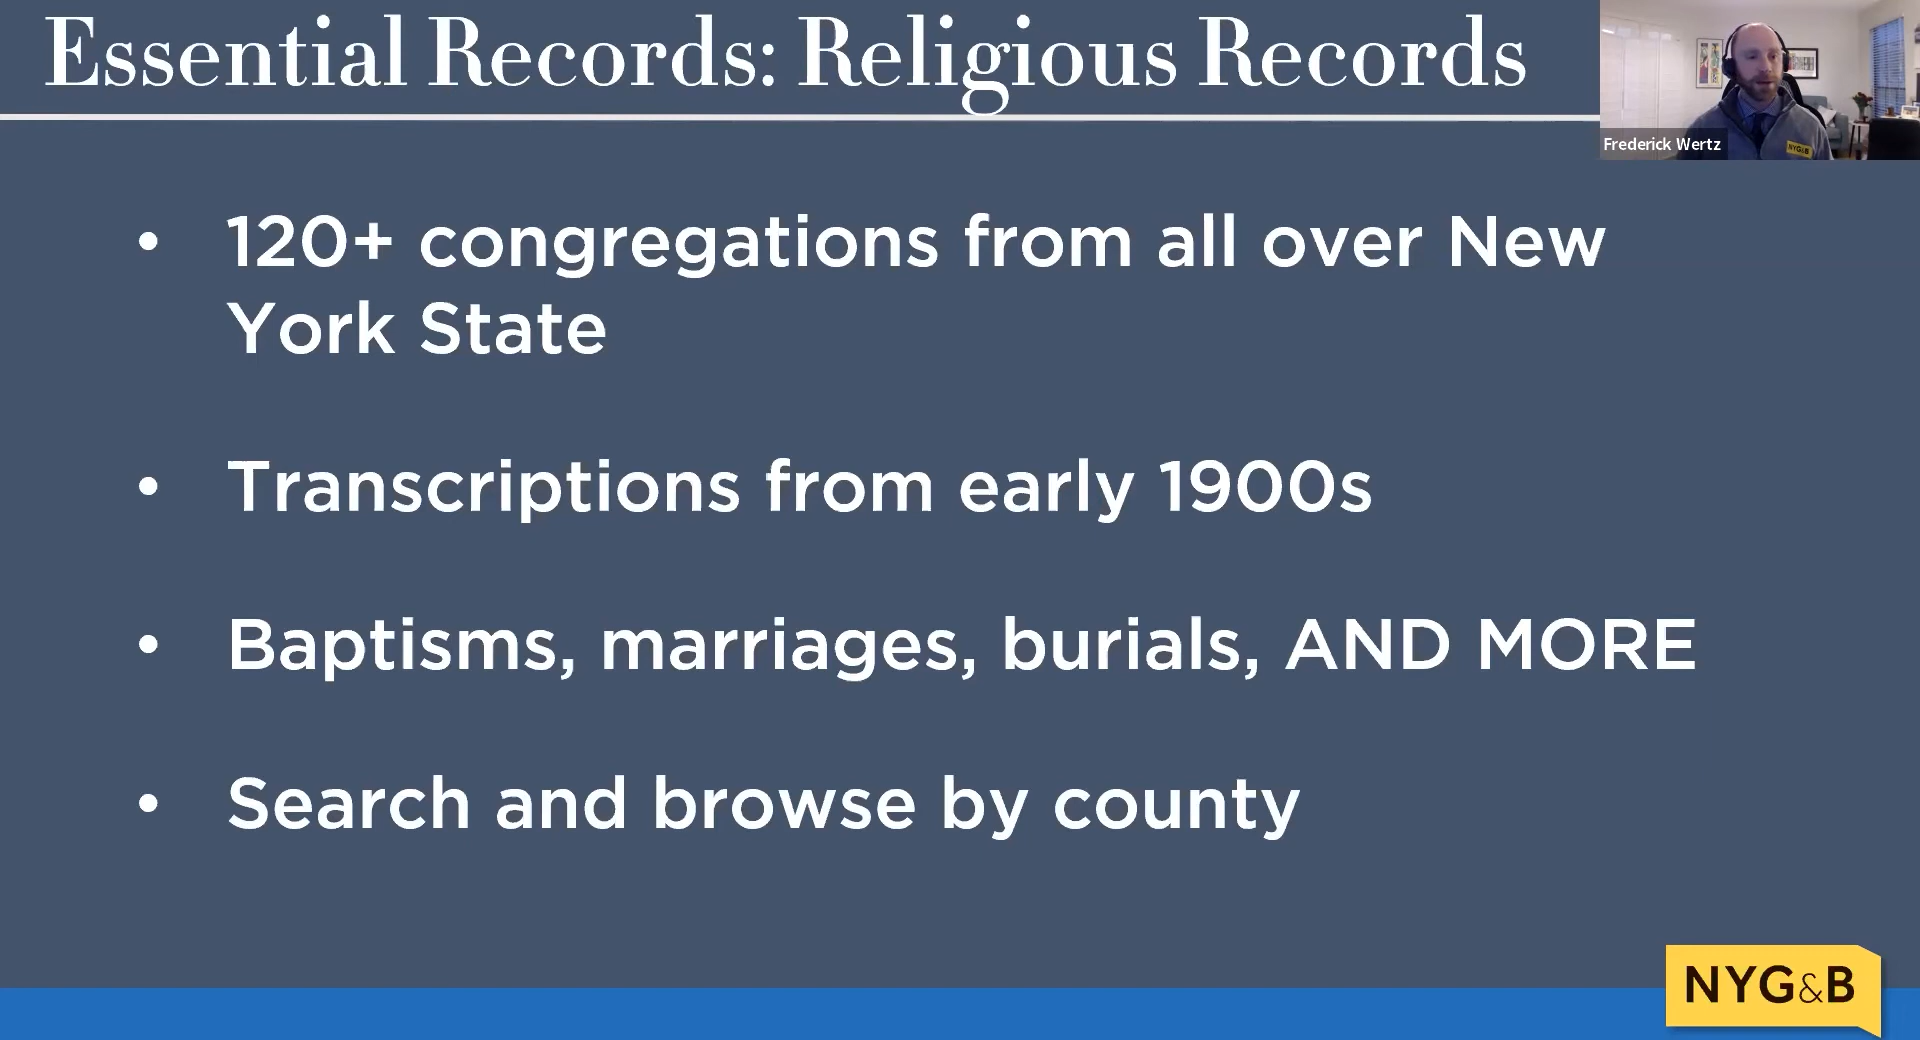 Essential Records: Religious Records
NYG&B
Frederick Wertz
• 120+ congregations from all over New
York State
• Transcriptions from early 1900s
• Baptisms, marriages, burials, AND MORE
• Search and browse by county
NYG&B